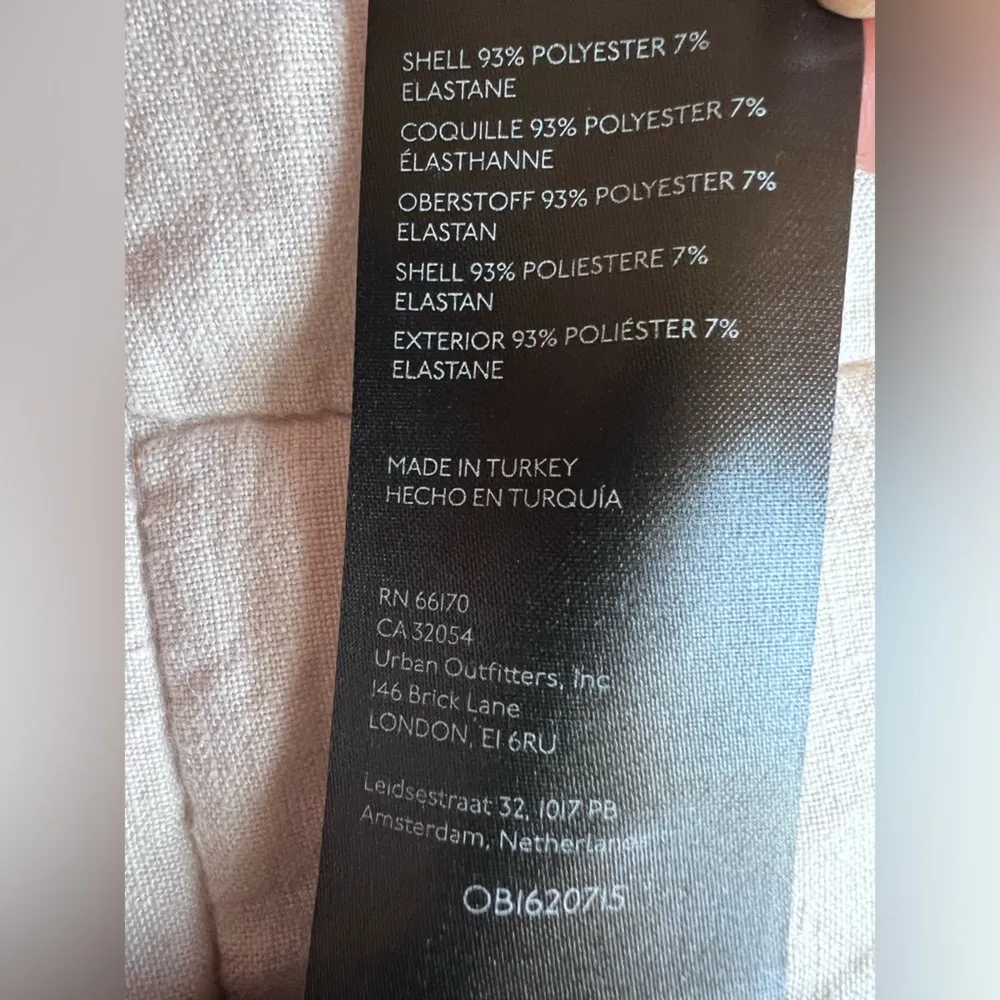 SHELL 93% POLYESTER 7%
ELASTANE
COQUILLE 93% POLYESTER 7%
ÉLASTHANNE
OBERSTOFF 93% POLYESTER 7%
ELASTAN
SHELL 93% POLIESTERE 7%
ELASTAN
EXTERIOR 93% POLIÉSTER 7%
ELASTANE
MADE IN TURKEY
HECHO EN TURQUÍA
RN 66170
CA 32054
Urban Outfitters, Inc
146 Brick Lane
LONDON, E1 6RU
Leidsestraat 32, 1017 PB
Amsterdam, Netherlands
OB1620715